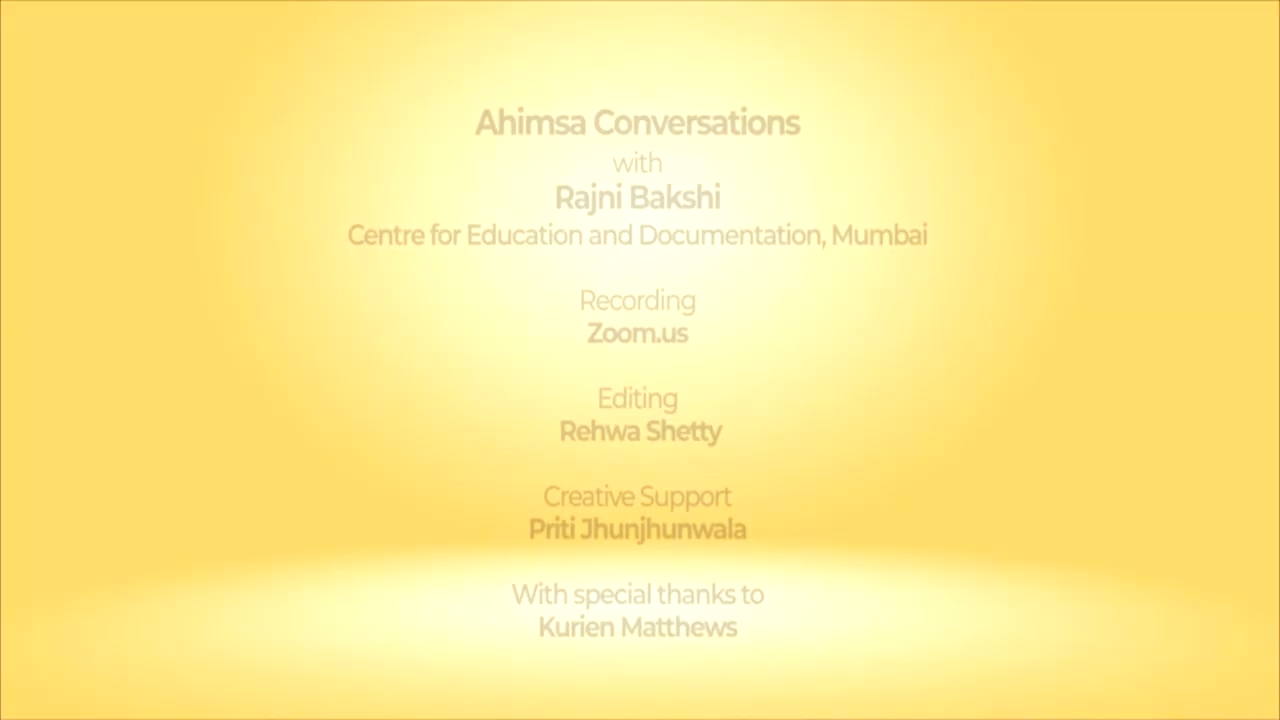 Ahimsa Conversations
with
Rajni Bakshi
Centre for Education and Documentation, Mumbai
Recording
Zoom.us
Editing
Rehwa Shetty
Creative Support
Priti Jhunjhunwala
With special thanks to
Kurien Matthews